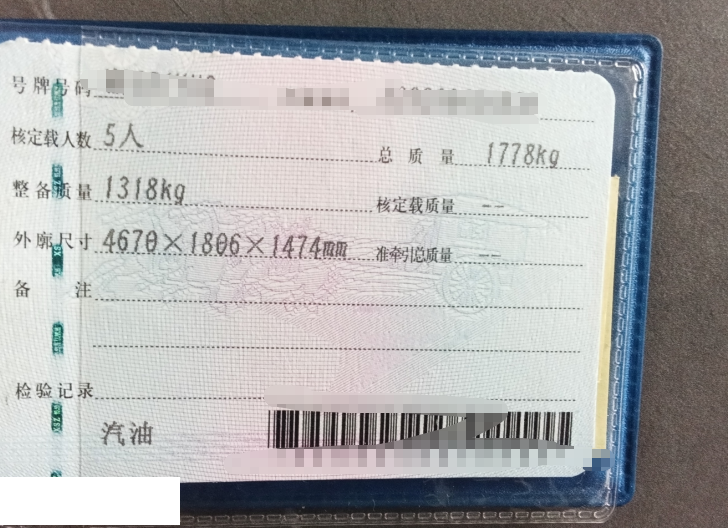 号牌号码
核定载人数 5人 总质量 1778kg
整备质量 1318kg 核定载质量 --
外廓尺寸 4670×1806×1474mm 准牵引总质量 --
备注
检验记录
汽油